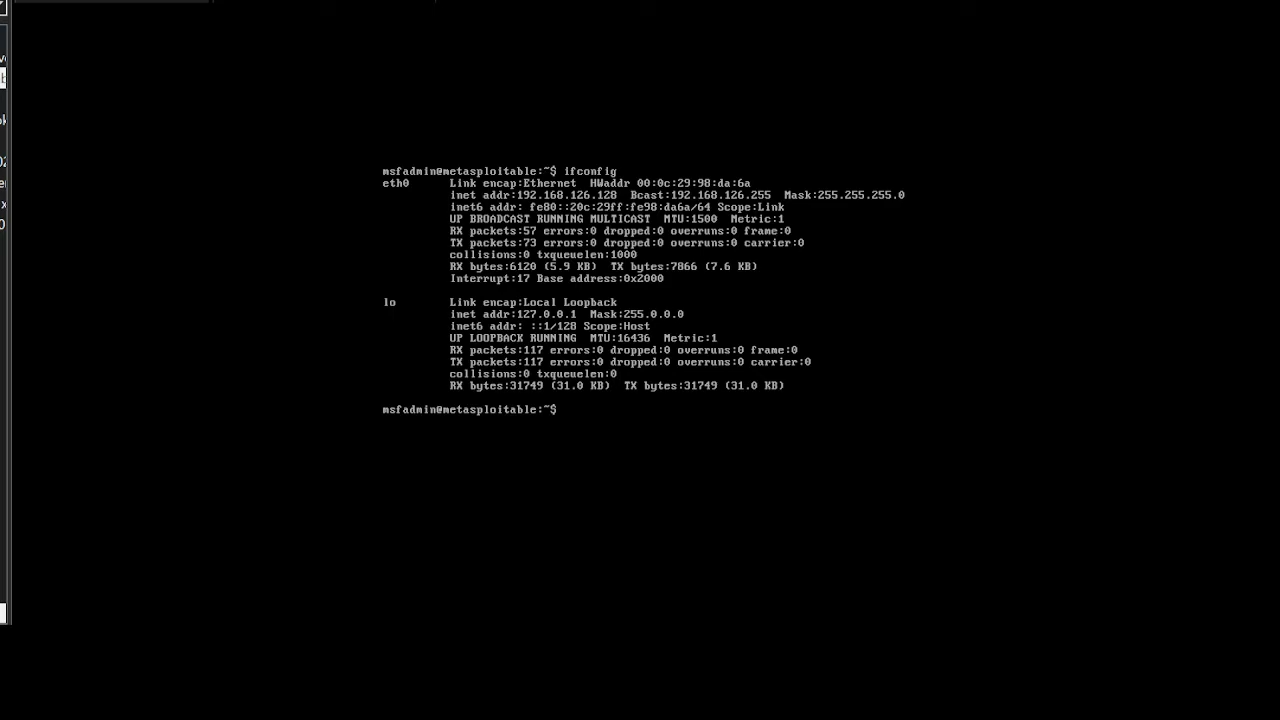 msfadmin@metasploitable:~$ ifconfig
eth0      Link encap:Ethernet  HWaddr 00:0c:29:98:da:6a
          inet addr:192.168.126.128  Bcast:192.168.126.255  Mask:255.255.255.0
          inet6 addr: fe80::20c:29ff:fe98:da6a/64 Scope:Link
          UP BROADCAST RUNNING MULTICAST  MTU:1500  Metric:1
          RX packets:57 errors:0 dropped:0 overruns:0 frame:0
          TX packets:73 errors:0 dropped:0 overruns:0 carrier:0
          collisions:0 txqueuelen:1000
          RX bytes:6120 (5.9 KB)  TX bytes:7866 (7.6 KB)
          Interrupt:17 Base address:0x2000
lo        Link encap:Local Loopback
          inet addr:127.0.0.1  Mask:255.0.0.0
          inet6 addr: ::1/128 Scope:Host
          UP LOOPBACK RUNNING  MTU:16436  Metric:1
          RX packets:117 errors:0 dropped:0 overruns:0 frame:0
          TX packets:117 errors:0 dropped:0 overruns:0 carrier:0
          collisions:0 txqueuelen:0
          RX bytes:31749 (31.0 KB)  TX bytes:31749 (31.0 KB)
msfadmin@metasploitable:~$